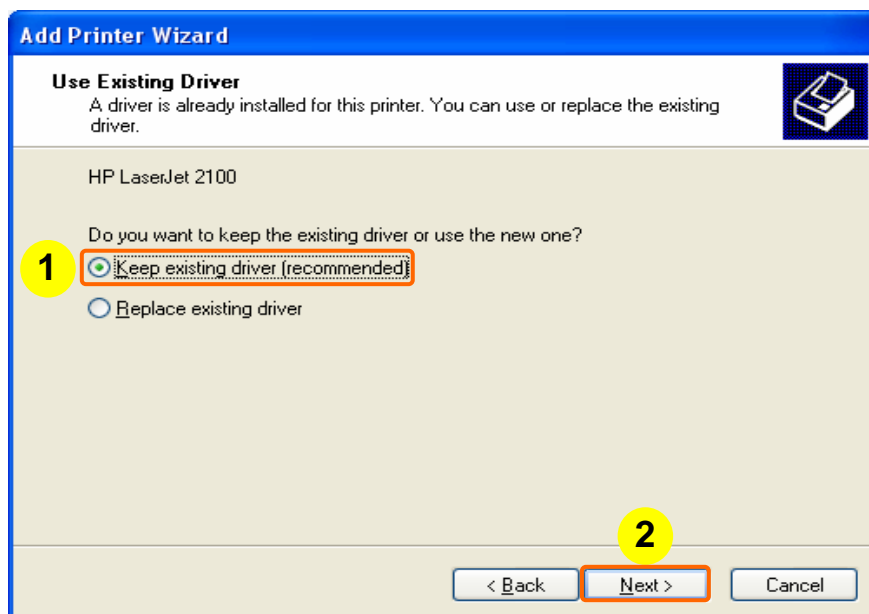 Add Printer Wizard
Use Existing Driver
A driver is already installed for this printer. You can use or replace the existing
driver.
HP LaserJet 2100
Do you want to keep the existing driver or use the new one?
1
Keep existing driver (recommended)
Replace existing driver
2
< Back
Next >
Cancel